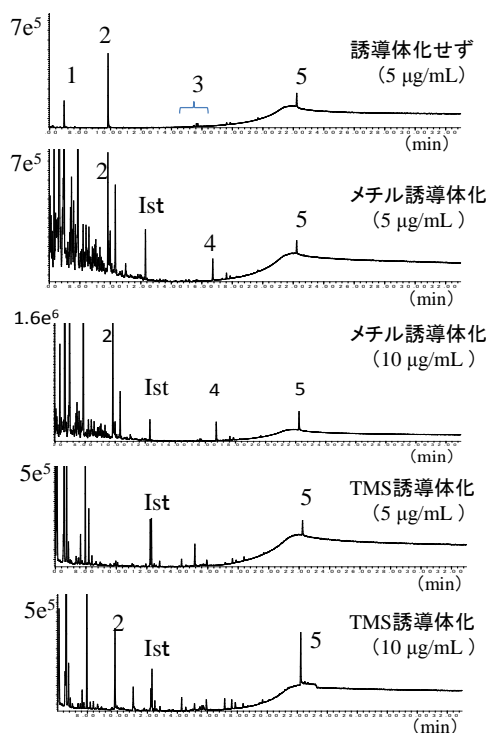 7e⁵
1
2
3
5
誘導体化せず
(5 μg/mL)
(min)
7e⁵
2
Ist
4
5
メチル誘導体化
(5 μg/mL )
(min)
1.6e⁶
2
Ist
4
5
メチル誘導体化
(10 μg/mL)
(min)
5e⁵
Ist
5
TMS誘導体化
(5 μg/mL )
(min)
5e⁵
2
Ist
5
TMS誘導体化
(10 μg/mL )
(min)